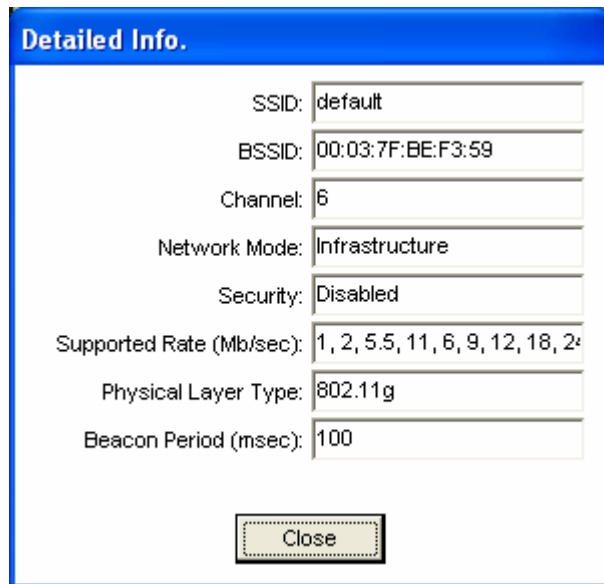 Detailed Info.
SSID: default
BSSID: 00:03:7F:BE:F3:59
Channel: 6
Network Mode: Infrastructure
Security: Disabled
Supported Rate (Mb/sec): 1, 2, 5.5, 11, 6, 9, 12, 18, 24
Physical Layer Type: 802.11g
Beacon Period (msec): 100
Close